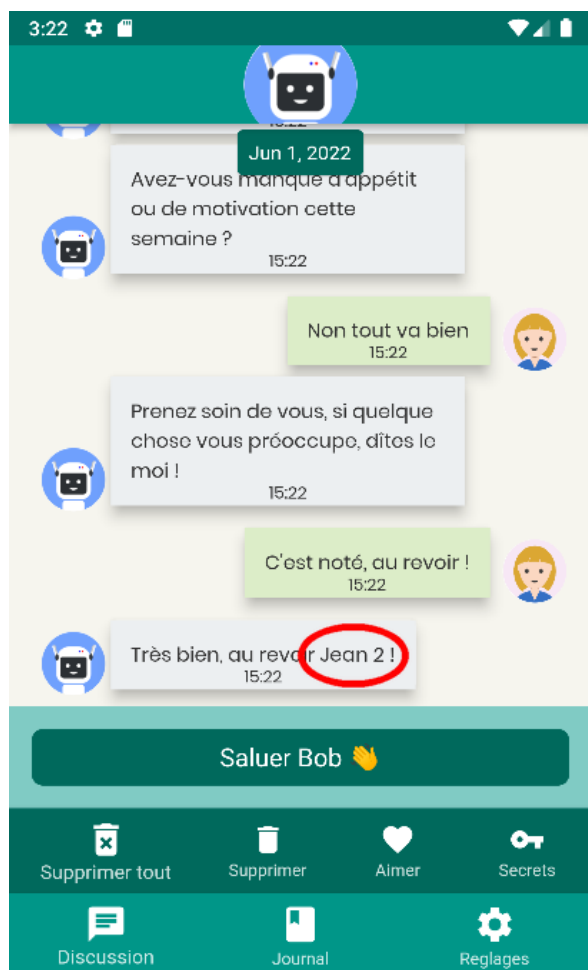 3:22
Jun 1, 2022
Avez-vous manqué d'appétit
ou de motivation cette
semaine ?
15:22
Non tout va bien
15:22
Prenez soin de vous, si quelque
chose vous préoccupe, dîtes le
moi !
15:22
C'est noté, au revoir !
15:22
Très bien, au revoir Jean 2 !
15:22
Saluer Bob 👋
Supprimer tout
Supprimer
Aimer
Secrets
Discussion
Journal
Reglages